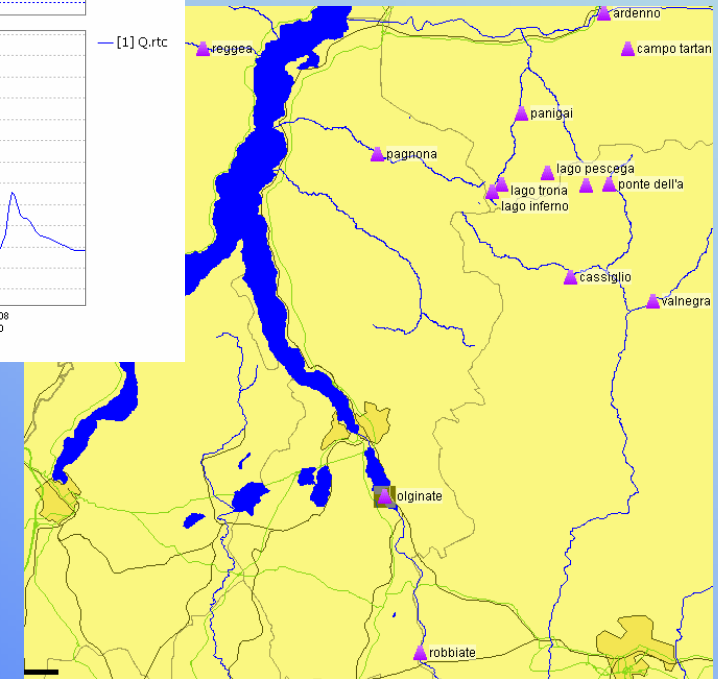 ardenno
[1] Q.rtc
reggea
campo tartan
panigai
pagnona
lago pescega
ponte dell'a
lago trona
lago inferno
cassiglio
valnegra
08
0
olginate
robbiate